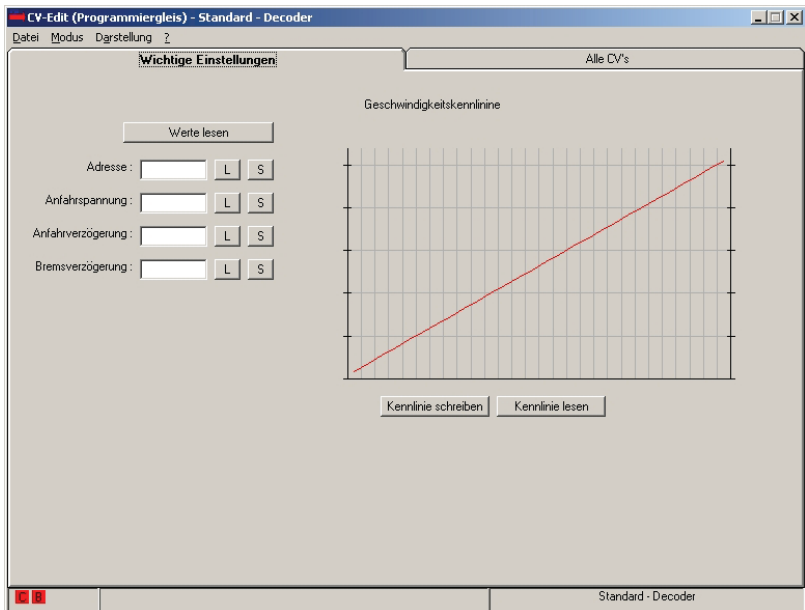 CV-Edit (Programmiergleis) - Standard - Decoder
Datei Modus Darstellung ?
Wichtige Einstellungen
Alle CV's
Geschwindigkeitskennlinine
Werte lesen
Adresse : L S
Anfahrspannung : L S
Anfahrverzögerung : L S
Bremsverzögerung : L S
Kennlinie schreiben Kennlinie lesen
C B
Standard - Decoder